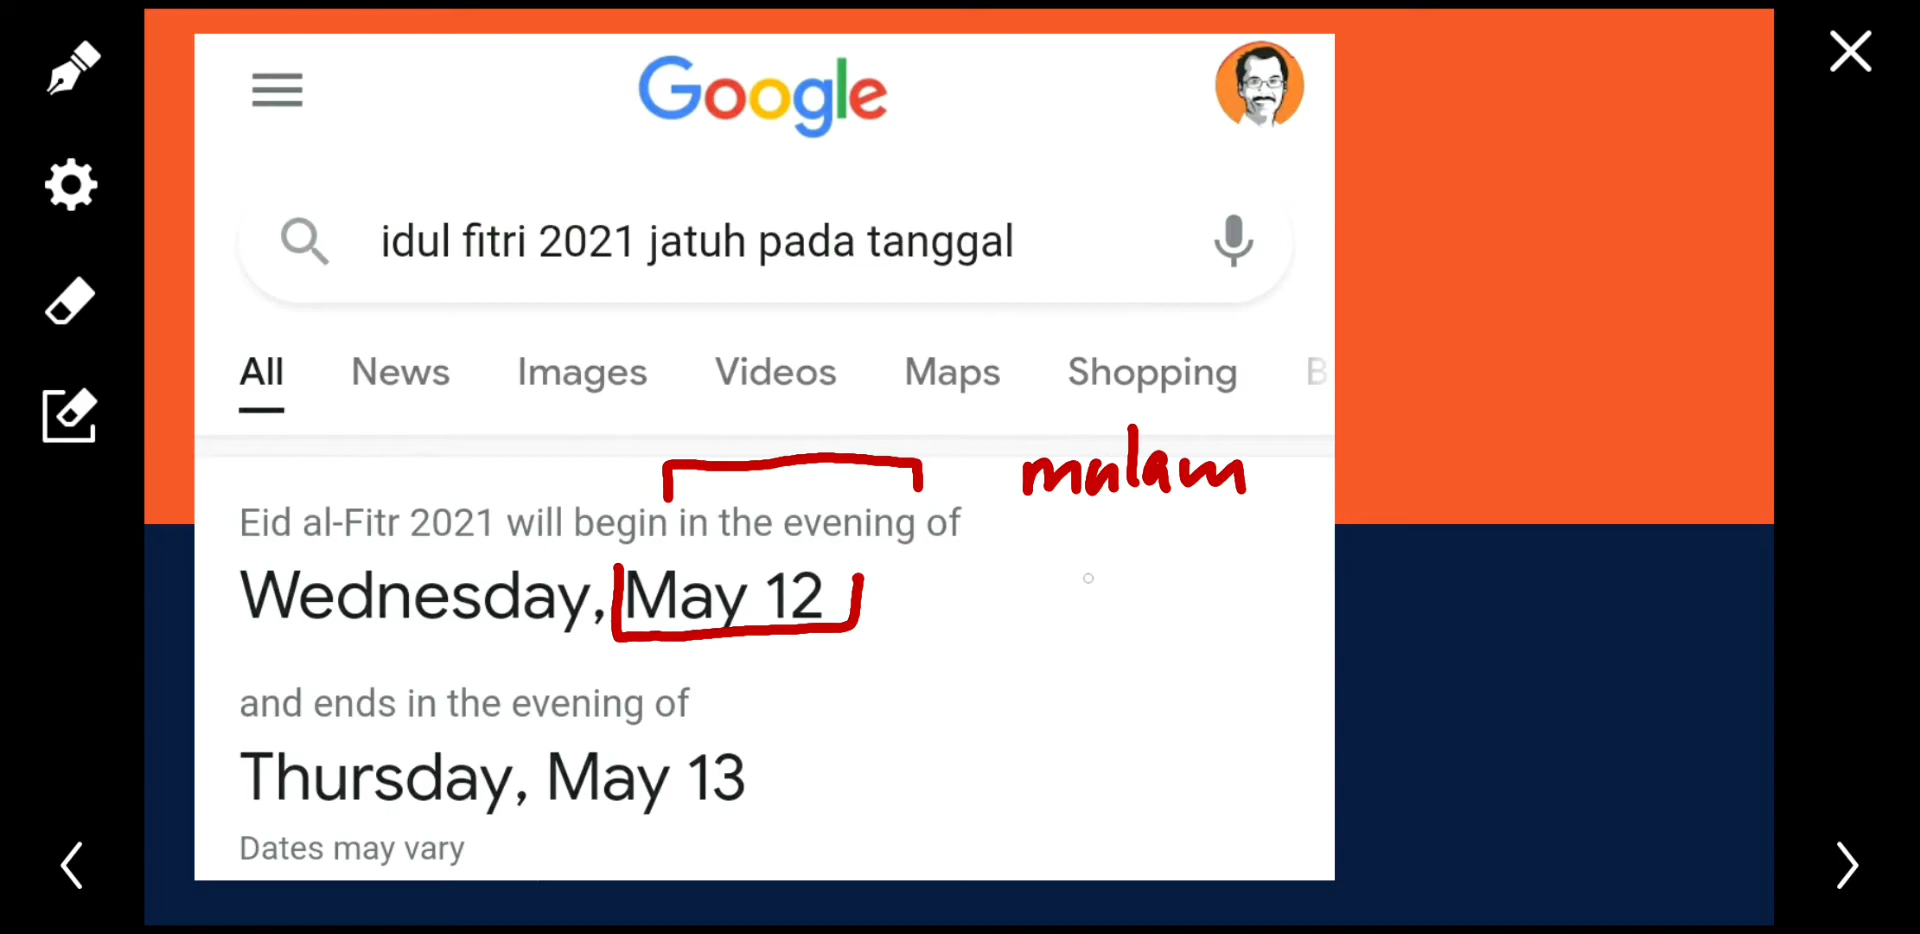 Google
idul fitri 2021 jatuh pada tanggal
All News Images Videos Maps Shopping B
malam
Eid al-Fitr 2021 will begin in the evening of
Wednesday, May 12
and ends in the evening of
Thursday, May 13
Dates may vary